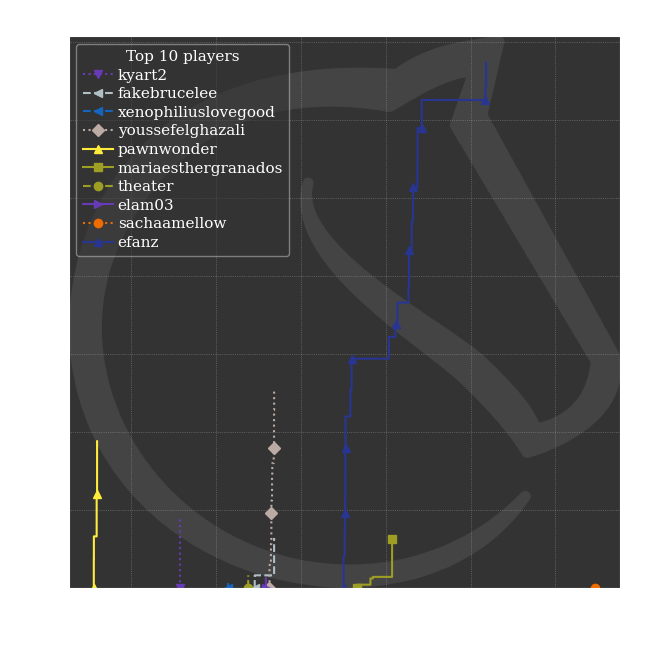 Top 10 players
kyart2
fakebrucelee
xenophiliuslovegood
youssefelghazali
pawnwonder
mariaesthergranados
theater
elam03
sachaamellow
efanz